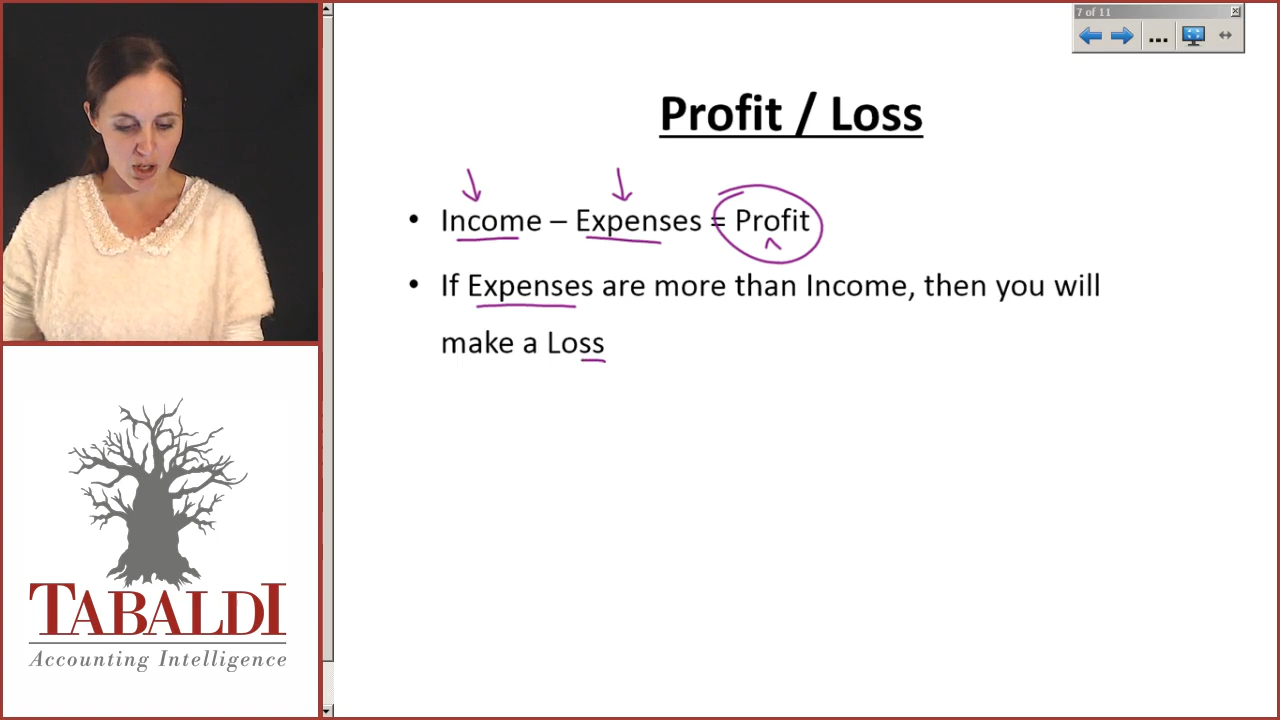 7 of 11
Profit / Loss
• Income – Expenses = Profit
• If Expenses are more than Income, then you will
make a Loss
TABALDI
Accounting Intelligence